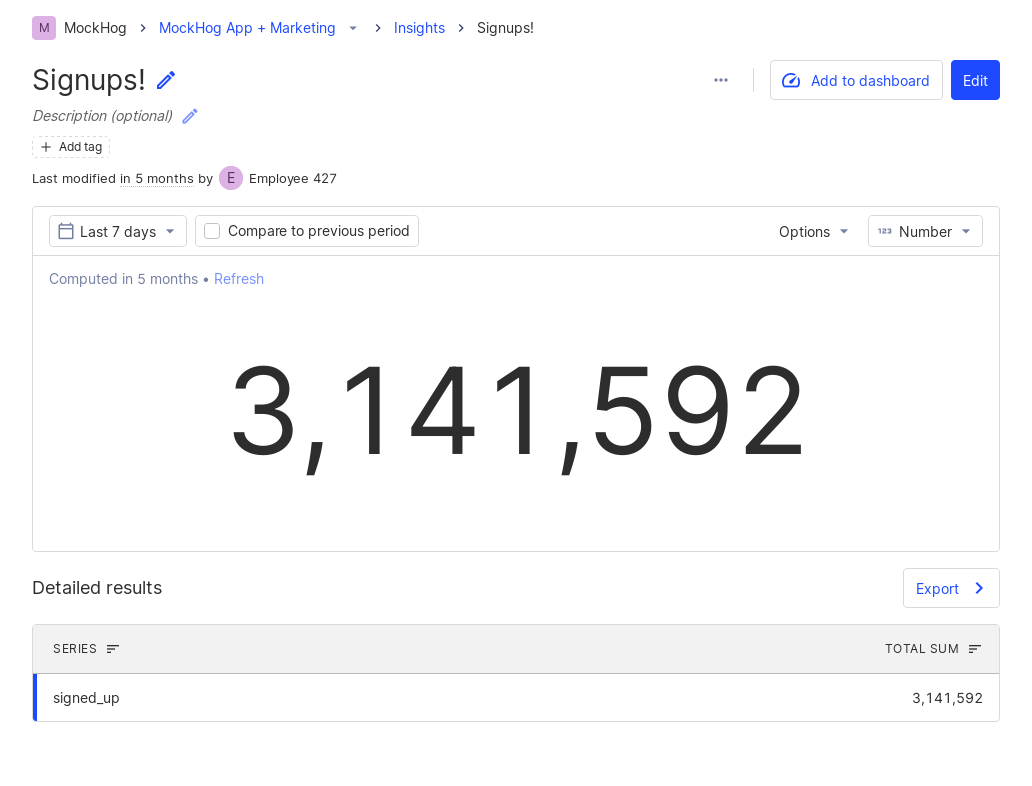 M MockHog > MockHog App + Marketing > Insights > Signups!
Signups!
Add to dashboard
Edit
Description (optional)
Add tag
Last modified in 5 months by E Employee 427
Last 7 days
Compare to previous period
Options
123 Number
Computed in 5 months • Refresh
3,141,592
Detailed results
Export
SERIES TOTAL SUM
signed_up 3,141,592